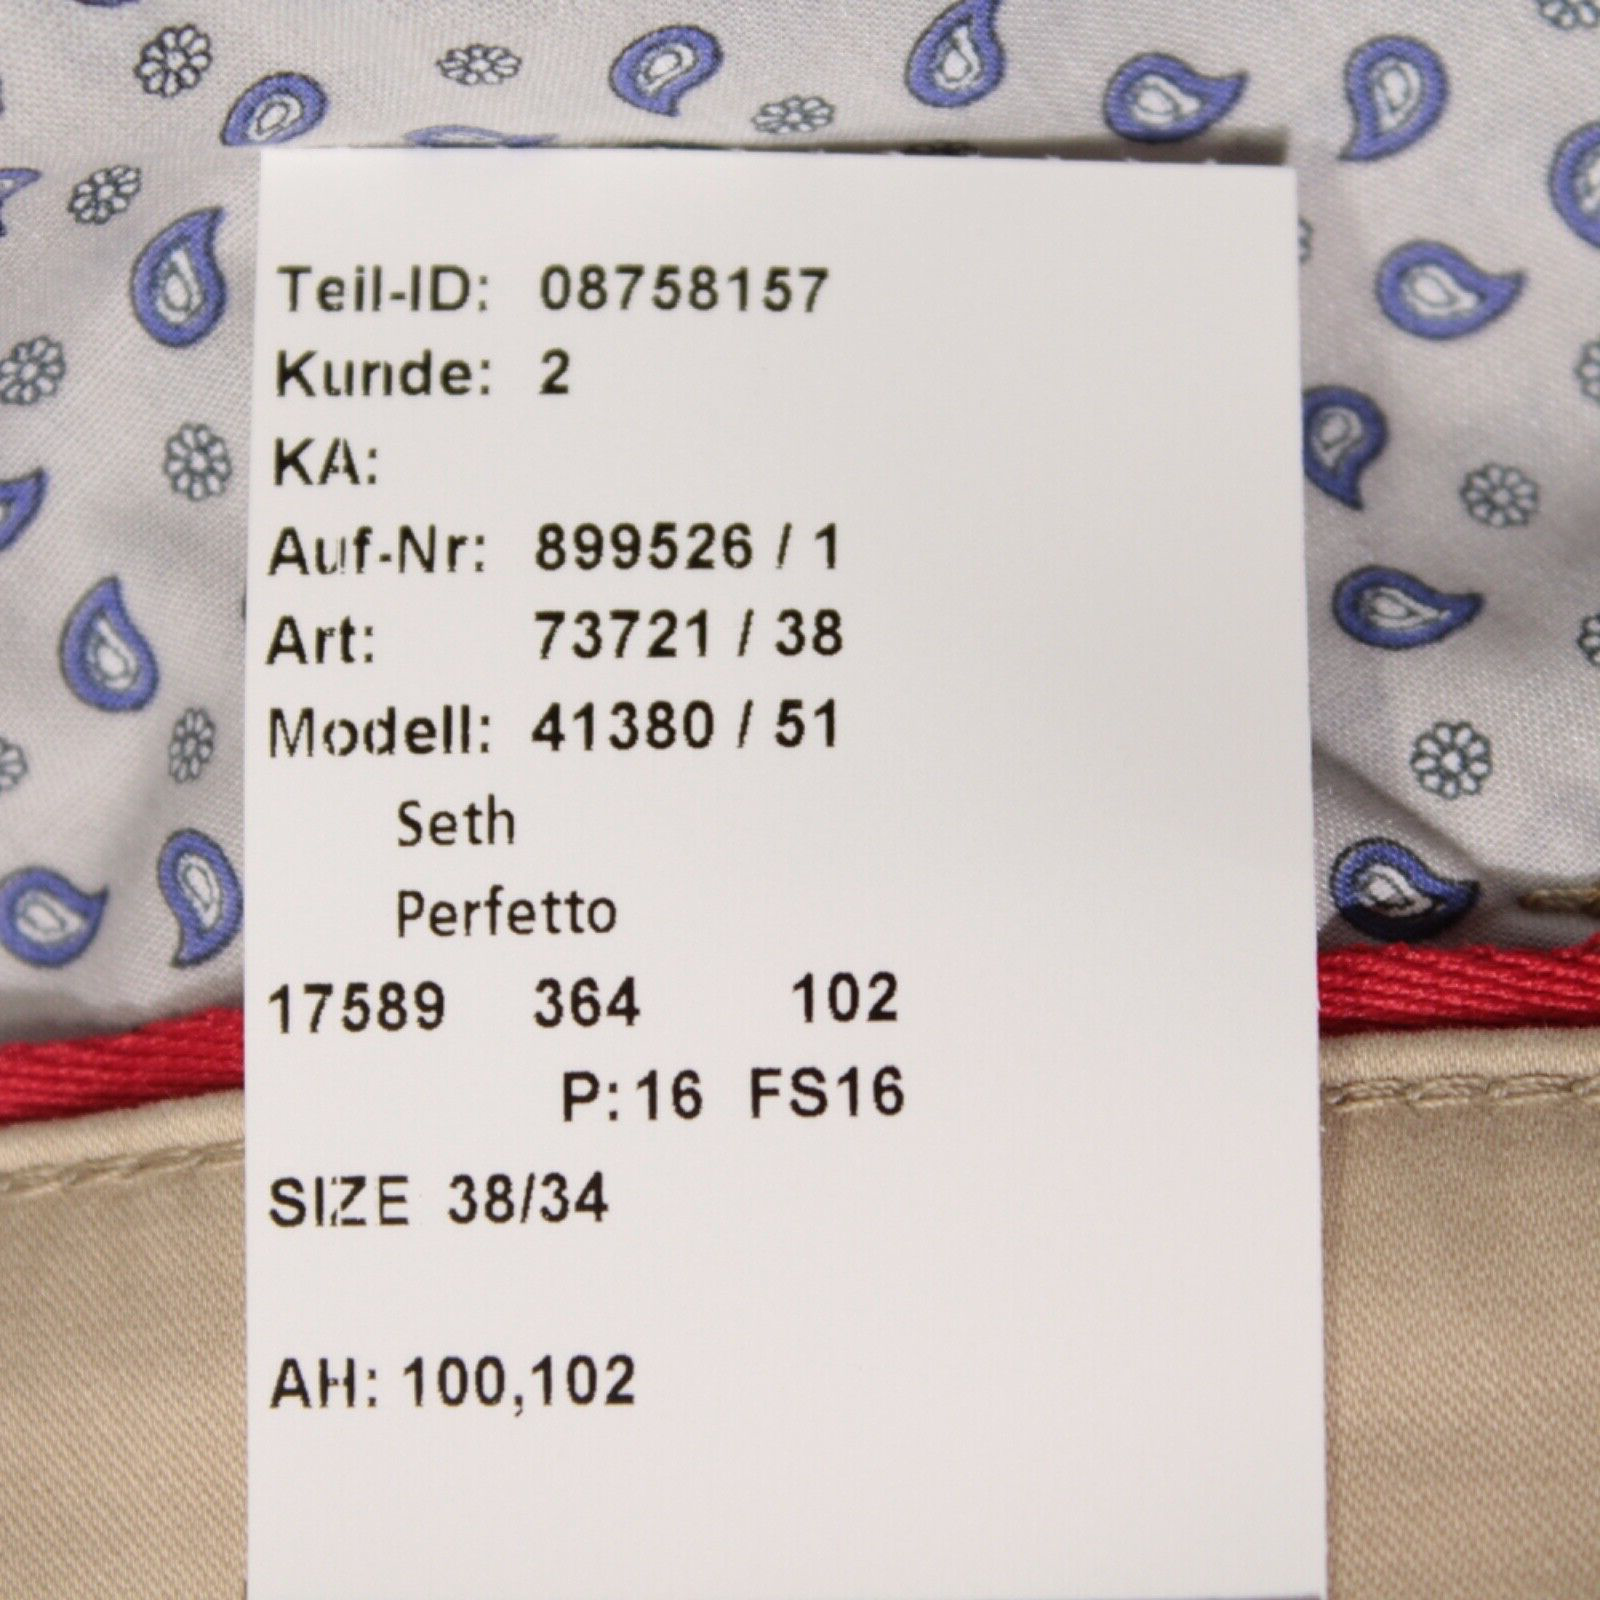 Teil-ID: 08758157
Kunde: 2
KA:
Auf-Nr: 899526 / 1
Art: 73721 / 38
Modell: 41380 / 51
Seth
Perfetto
17589 364 102
P: 16 FS16
SIZE 38/34
AH: 100,102